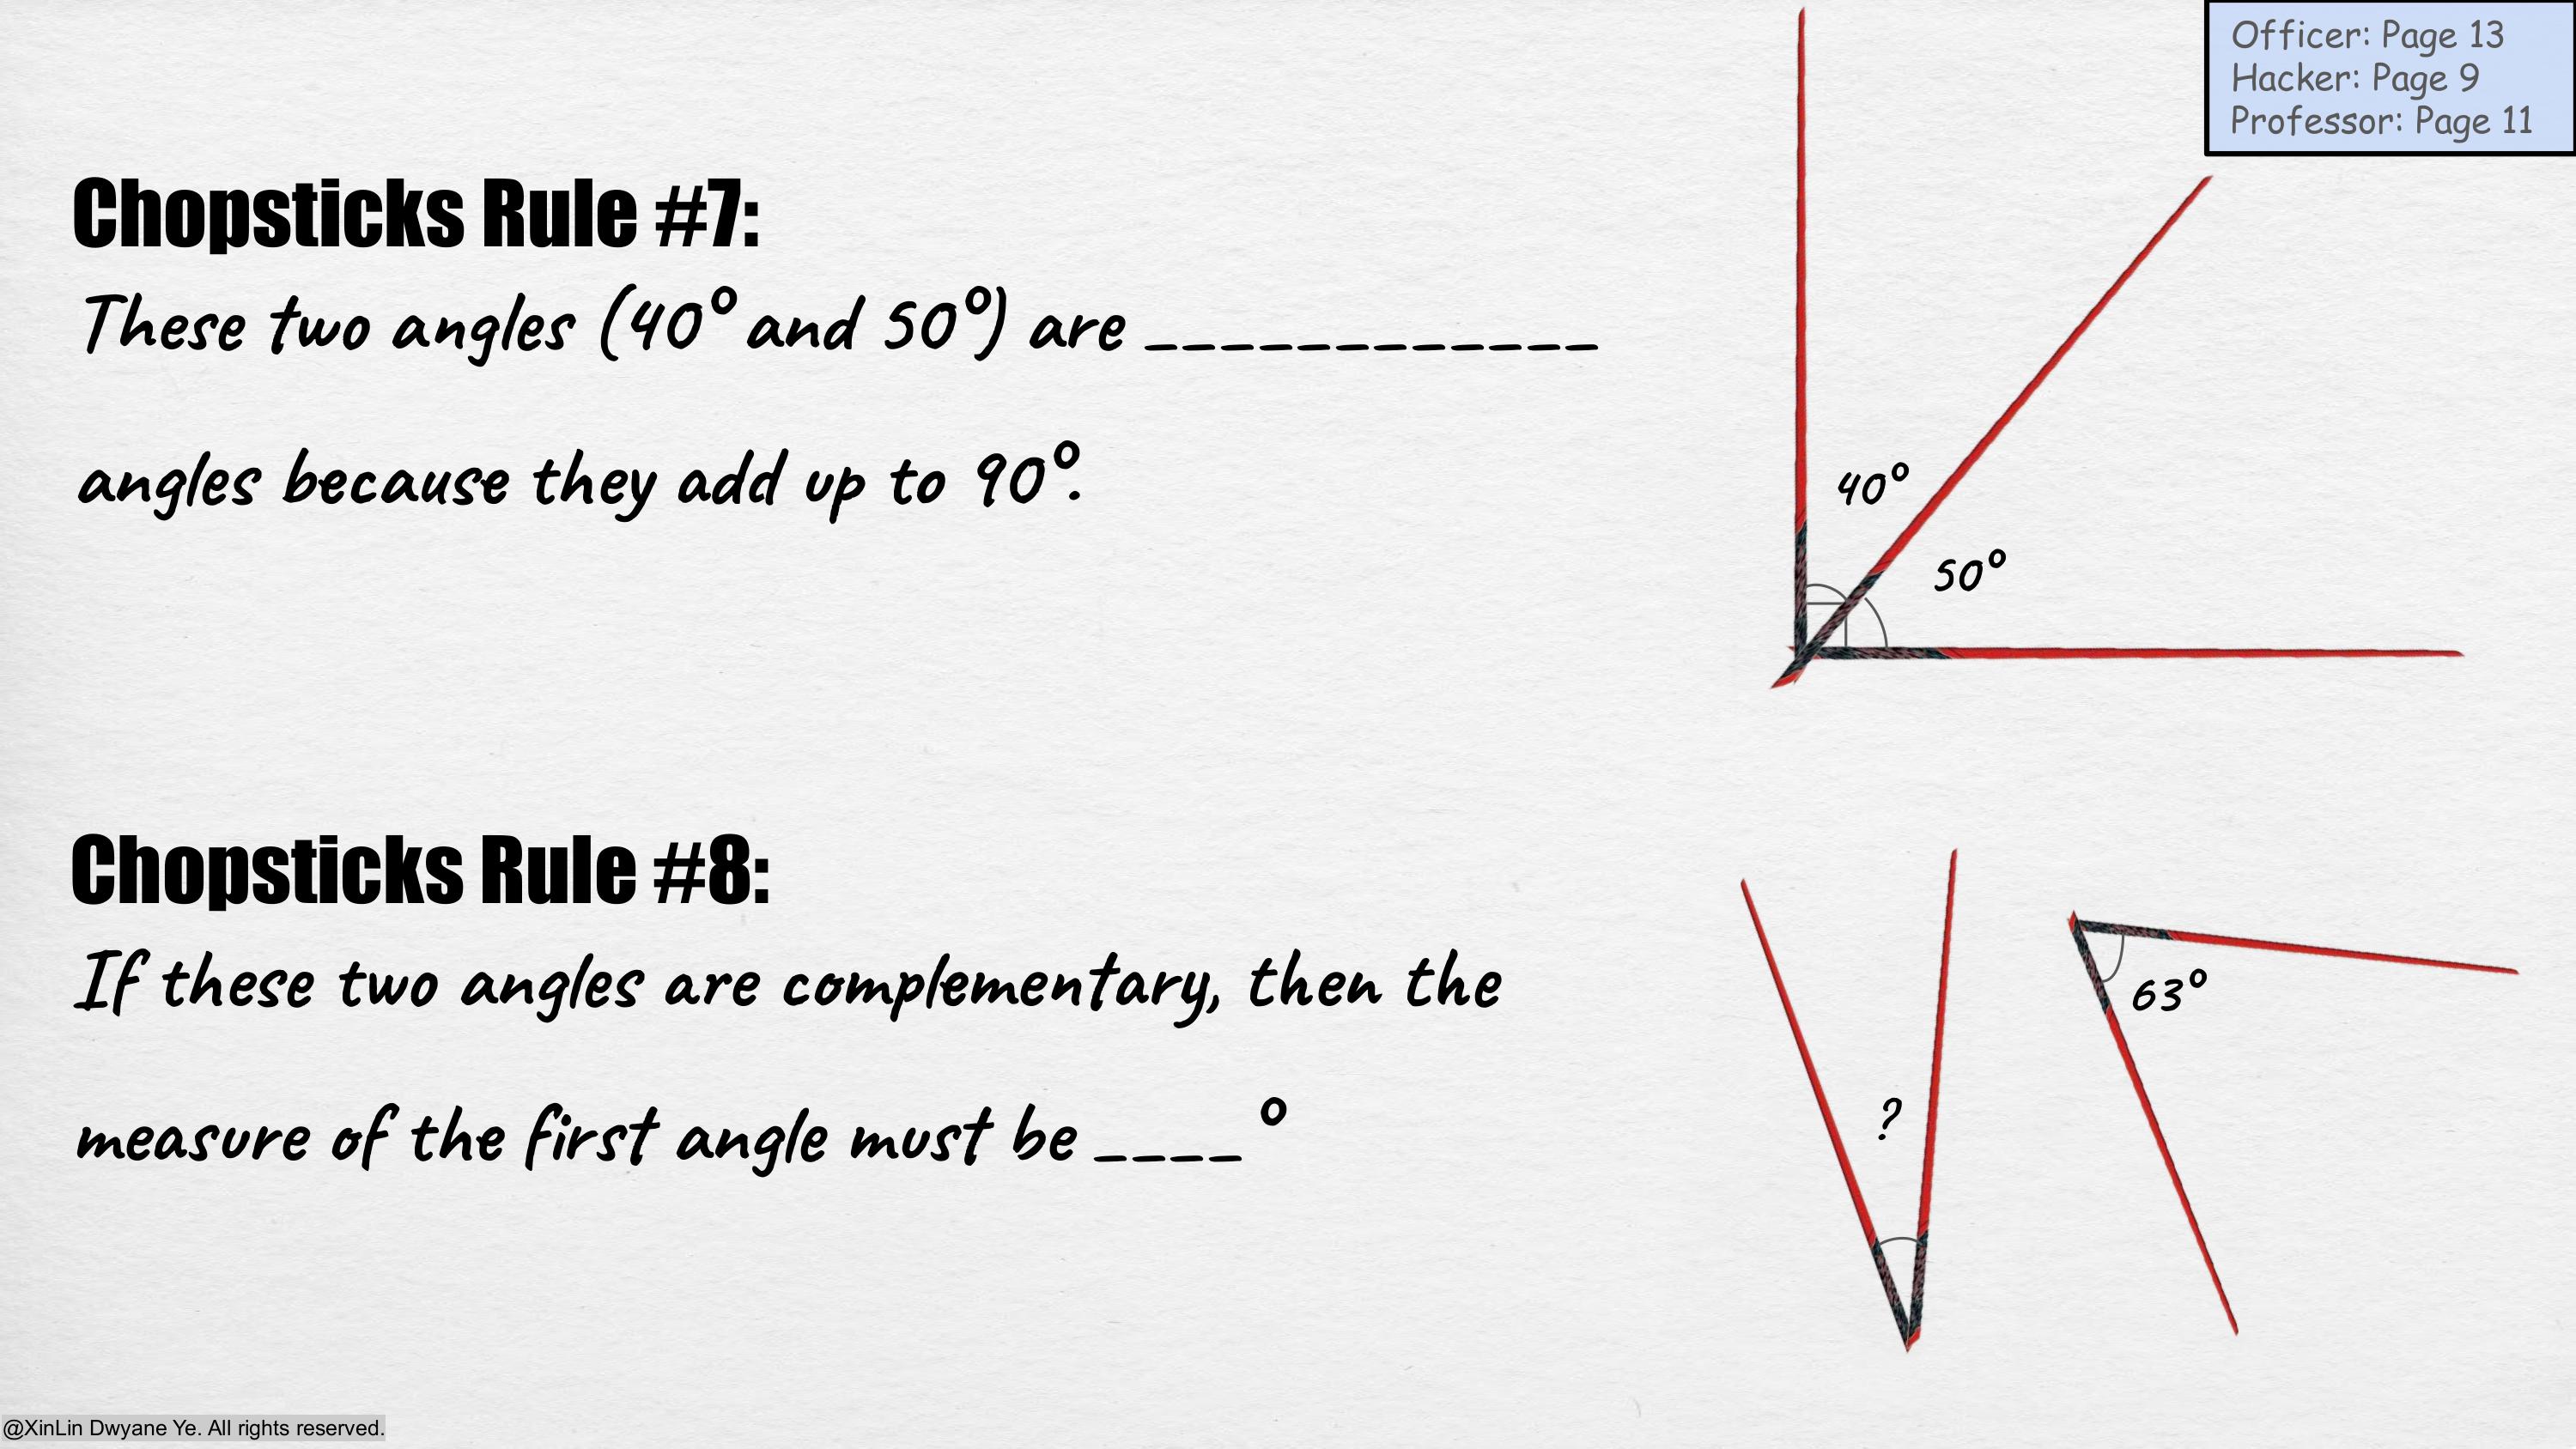 Officer: Page 13
Hacker: Page 9
Professor: Page 11
Chopsticks Rule #7:
These two angles (40° and 50°) are ____________
angles because they add up to 90°.
40°
50°
Chopsticks Rule #8:
If these two angles are complementary, then the
measure of the first angle must be ____°
?
63°
@XinLin Dwyane Ye. All rights reserved.